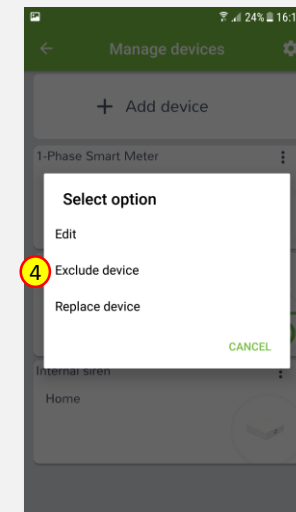 24% 16:1
Manage devices
+ Add device
1-Phase Smart Meter
Select option
Edit
4 Exclude device
Replace device
CANCEL
Internal siren
Home